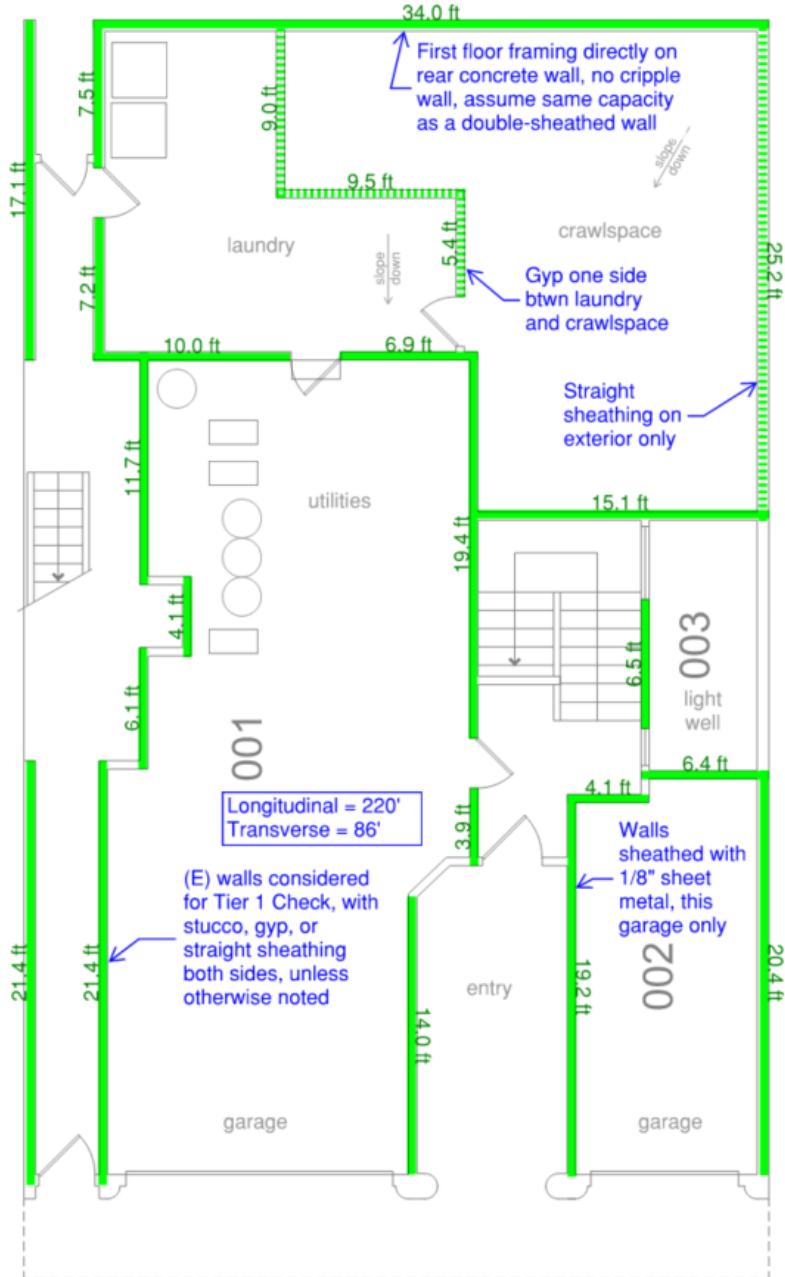 34.0 ft
First floor framing directly on
rear concrete wall, no cripple
wall, assume same capacity
as a double-sheathed wall
7.5 ft
9.0 ft
slope
down
17.1 ft
9.5 ft
laundry
slope
down
5.4 ft
crawlspace
25.2 ft
7.2 ft
Gyp one side
btwn laundry
and crawlspace
10.0 ft
6.9 ft
Straight
sheathing on
exterior only
11.7 ft
utilities
19.4 ft
15.1 ft
4.1 ft
6.5 ft
003
light
well
6.1 ft
001
6.4 ft
4.1 ft
Longitudinal = 220'
Transverse = 86'
3.9 ft
Walls
sheathed with
1/8" sheet
metal, this
garage only
(E) walls considered
for Tier 1 Check, with
stucco, gyp, or
straight sheathing
both sides, unless
otherwise noted
21.4 ft
21.4 ft
14.0 ft
entry
19.2 ft
002
20.4 ft
garage
garage